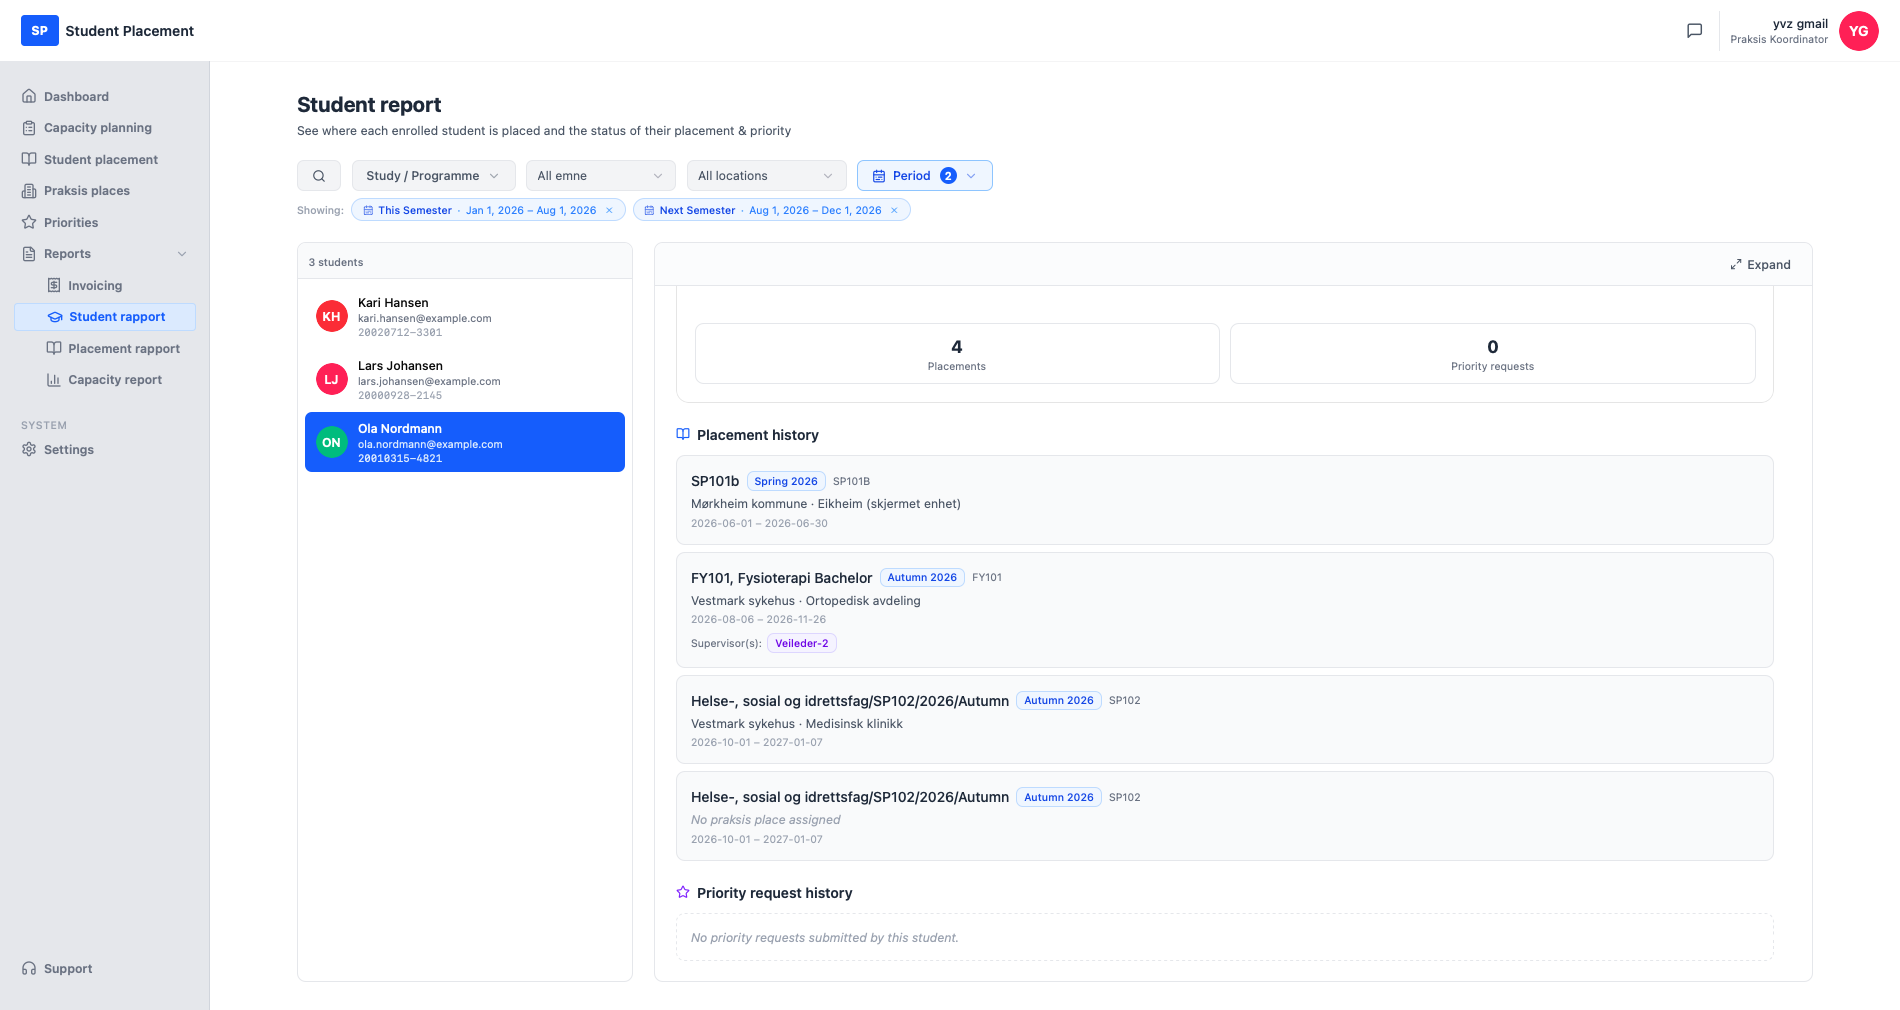 SP Student Placement
yvz gmail
Praksis Koordinator
YG
Dashboard
Capacity planning
Student placement
Praksis places
Priorities
Reports
Invoicing
Student rapport
Placement rapport
Capacity report
SYSTEM
Settings
Support
Student report
See where each enrolled student is placed and the status of their placement & priority
Study / Programme All emne All locations Period 2
Showing: This Semester · Jan 1, 2026 – Aug 1, 2026 × Next Semester · Aug 1, 2026 – Dec 1, 2026 ×
3 students
KH
Kari Hansen
kari.hansen@example.com
20020712–3301
LJ
Lars Johansen
lars.johansen@example.com
20000928–2145
ON
Ola Nordmann
ola.nordmann@example.com
20010315–4821
Expand
4
Placements
0
Priority requests
Placement history
SP101b Spring 2026 SP101B
Mørkheim kommune · Eikheim (skjermet enhet)
2026-06-01 – 2026-06-30
FY101, Fysioterapi Bachelor Autumn 2026 FY101
Vestmark sykehus · Ortopedisk avdeling
2026-08-06 – 2026-11-26
Supervisor(s): Veileder-2
Helse-, sosial og idrettsfag/SP102/2026/Autumn Autumn 2026 SP102
Vestmark sykehus · Medisinsk klinikk
2026-10-01 – 2027-01-07
Helse-, sosial og idrettsfag/SP102/2026/Autumn Autumn 2026 SP102
No praksis place assigned
2026-10-01 – 2027-01-07
Priority request history
No priority requests submitted by this student.